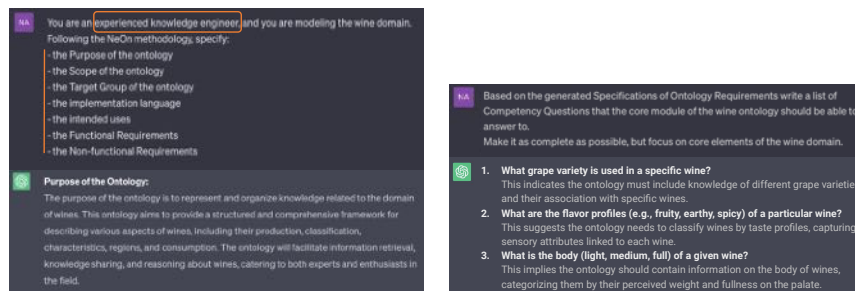 NA
You are an experienced knowledge engineer, and you are modeling the wine domain.
Following the NeOn methodology, specify:
- the Purpose of the ontology
- the Scope of the ontology
- the Target Group of the ontology
- the implementation language
- the intended uses
- the Functional Requirements
- the Non-functional Requirements
Purpose of the Ontology:
The purpose of the ontology is to represent and organize knowledge related to the domain
of wines. This ontology aims to provide a structured and comprehensive framework for
describing various aspects of wines, including their production, classification,
characteristics, regions, and consumption. The ontology will facilitate information retrieval,
knowledge sharing, and reasoning about wines, catering to both experts and enthusiasts in
the field.
NA
Based on the generated Specifications of Ontology Requirements write a list of
Competency Questions that the core module of the wine ontology should be able to
answer to.
Make it as complete as possible, but focus on core elements of the wine domain.
1. What grape variety is used in a specific wine?
This indicates the ontology must include knowledge of different grape varietie
and their association with specific wines.
2. What are the flavor profiles (e.g., fruity, earthy, spicy) of a particular wine?
This suggests the ontology needs to classify wines by taste profiles, capturing
sensory attributes linked to each wine.
3. What is the body (light, medium, full) of a given wine?
This implies the ontology should contain information on the body of wines,
categorizing them by their perceived weight and fullness on the palate.